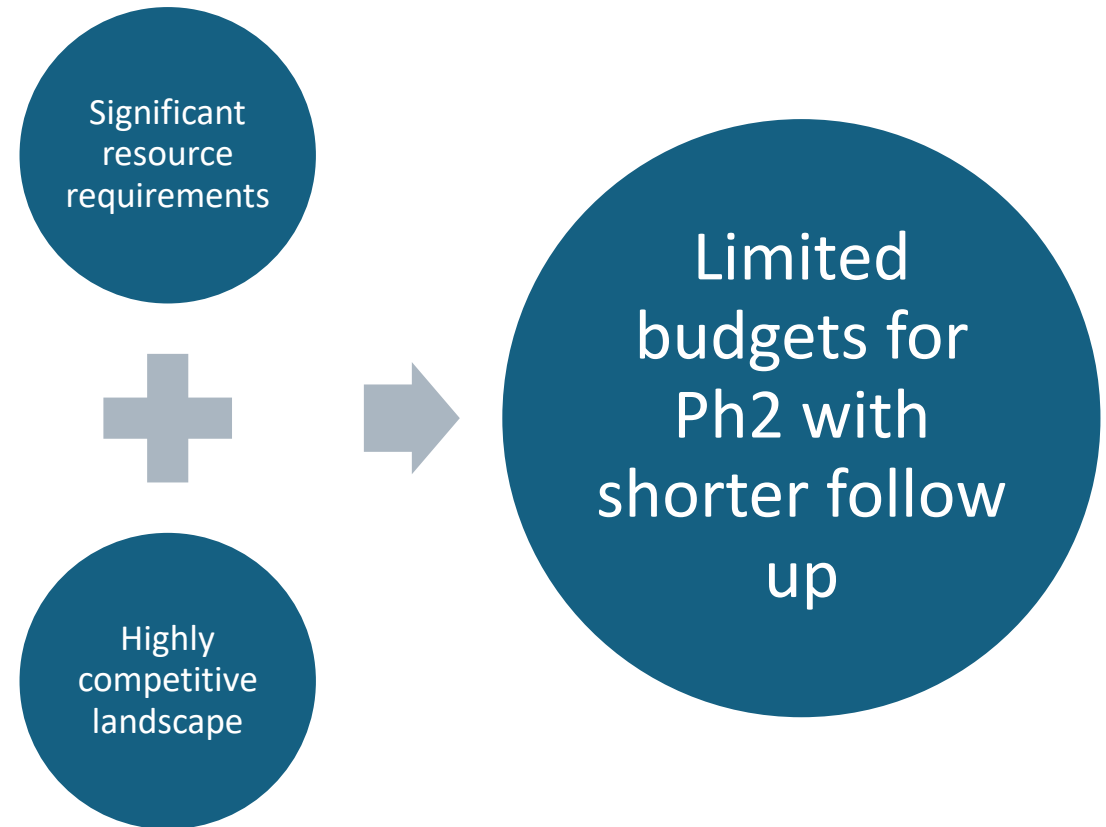 Significant
resource
requirements
Highly
competitive
landscape
Limited
budgets for
Ph2 with
shorter follow
up